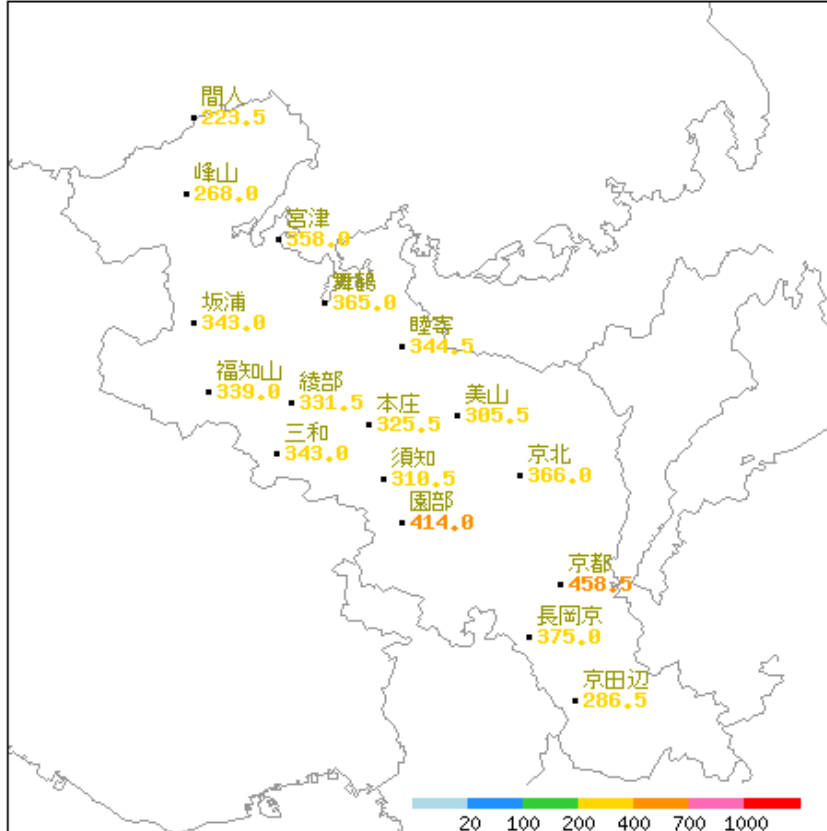 間人
223.5
峰山
268.0
宮津
358.0
舞鶴
365.0
坂浦
343.0
睦寄
344.5
福知山
339.0
綾部
331.5
本庄
325.5
美山
305.5
三和
343.0
須知
310.5
京北
366.0
園部
414.0
京都
458.5
長岡京
375.0
京田辺
286.5
20 100 200 400 700 1000